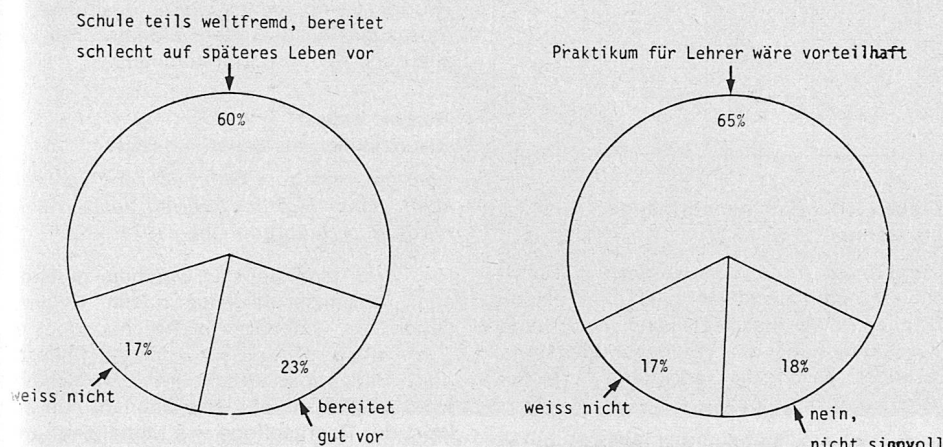 Schule teils weltfremd, bereitet
schlecht auf späteres Leben vor
60%
17%
23%
weiss nicht
bereitet
gut vor
Praktikum für Lehrer wäre vorteilhaft
65%
17%
18%
weiss nicht
nein,
nicht sinnvoll